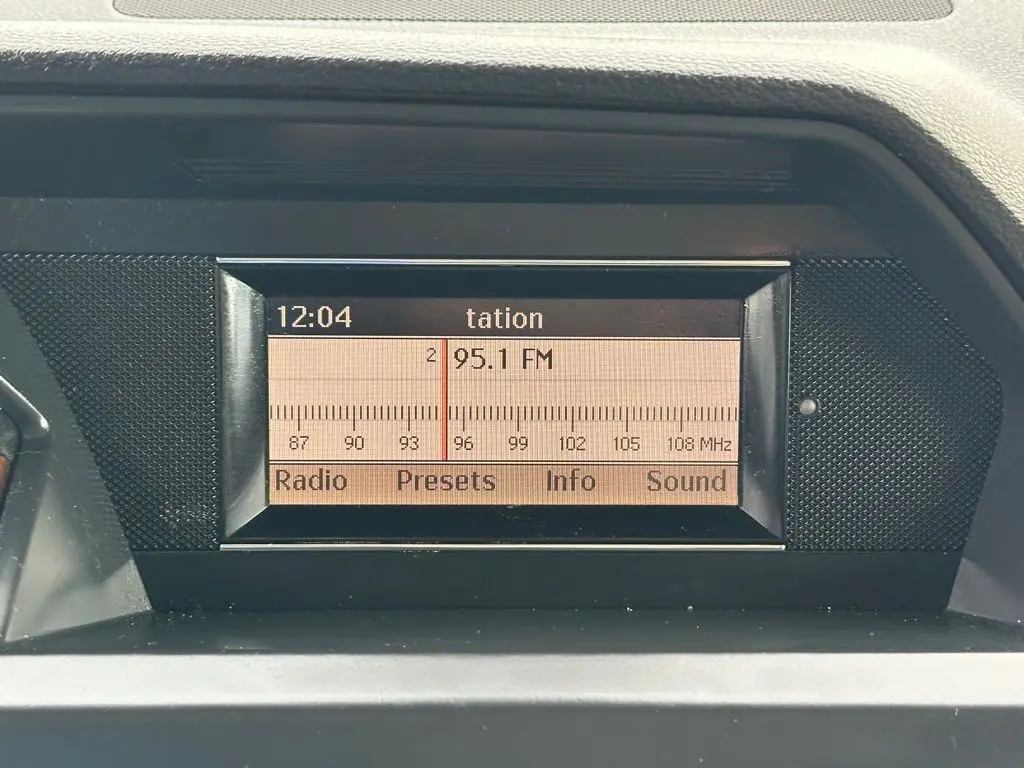 12:04 tation
2 95.1 FM
87 90 93 96 99 102 105 108 MHz
Radio Presets Info Sound